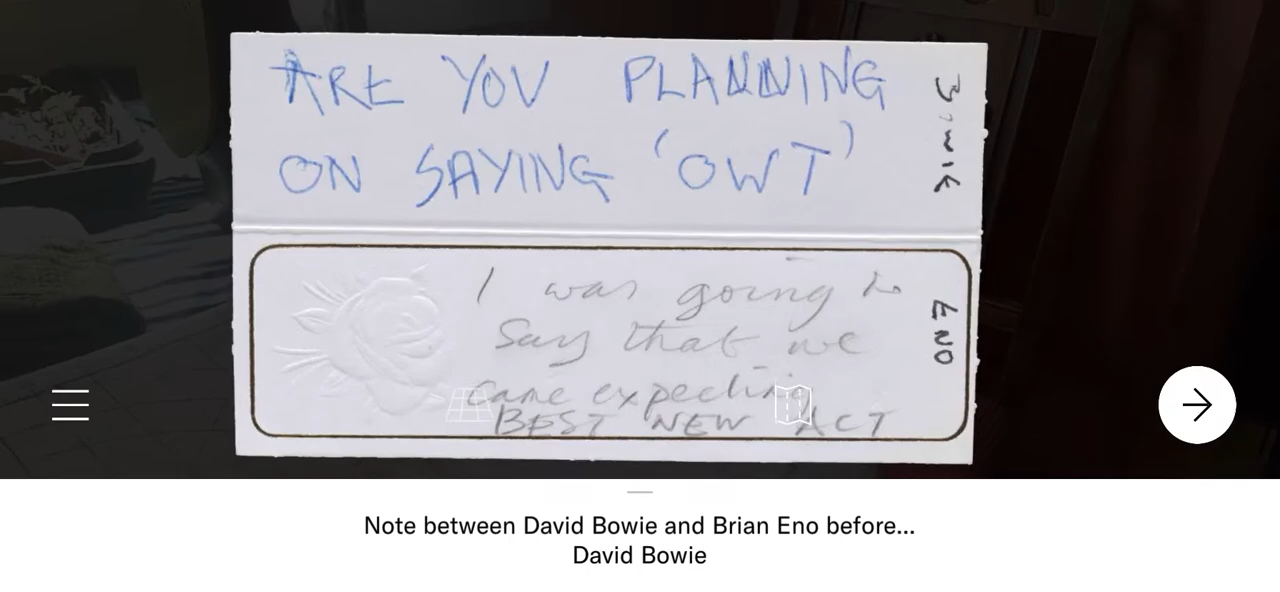 ARE YOU PLANNING
ON SAYING 'OWT'
BOWIE
I was going to
say that we
came expecting
BEST NEW ACT
ENO
Note between David Bowie and Brian Eno before...
David Bowie